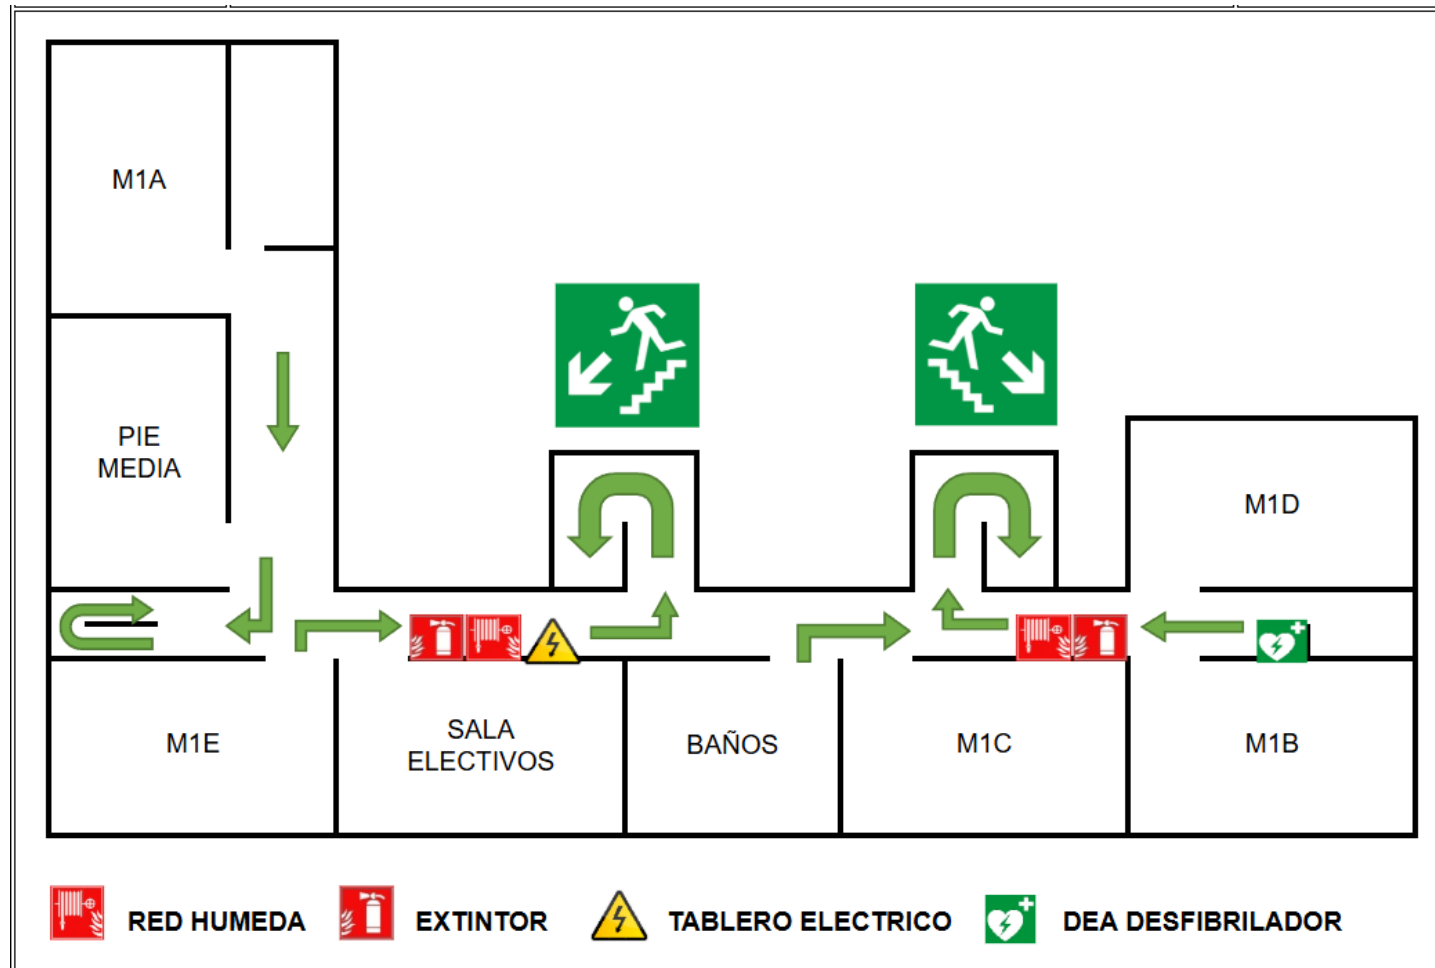 M1A
PIE
MEDIA
M1D
M1E
SALA
ELECTIVOS
BAÑOS
M1C
M1B
RED HUMEDA
EXTINTOR
TABLERO ELECTRICO
DEA DESFIBRILADOR